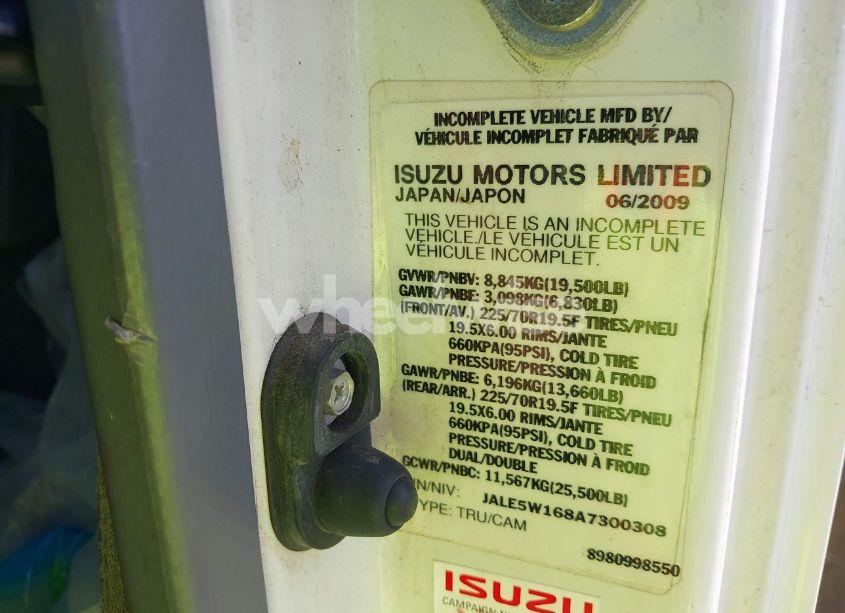 INCOMPLETE VEHICLE MFD BY/
VÉHICULE INCOMPLET FABRIQUÉ PAR
ISUZU MOTORS LIMITED
JAPAN/JAPON 06/2009
THIS VEHICLE IS AN INCOMPLETE
VEHICLE./LE VÉHICULE EST UN
VÉHICULE INCOMPLET.
GVWR/PNBV: 8,845KG(19,500LB)
GAWR/PNBE: 3,098KG(6,830LB)
(FRONT/AV.) 225/70R19.5F TIRES/PNEU
19.5X6.00 RIMS/JANTE
660KPA(95PSI), COLD TIRE
PRESSURE/PRESSION À FROID
GAWR/PNBE: 6,196KG(13,660LB)
(REAR/ARR.) 225/70R19.5F TIRES/PNEU
19.5X6.00 RIMS/JANTE
660KPA(95PSI), COLD TIRE
PRESSURE/PRESSION À FROID
DUAL/DOUBLE
GCWR/PNBC: 11,567KG(25,500LB)
IN/NIV: JALE5W168A7300308
YPE: TRU/CAM
8980998550
ISUZU
CAMPAIGN